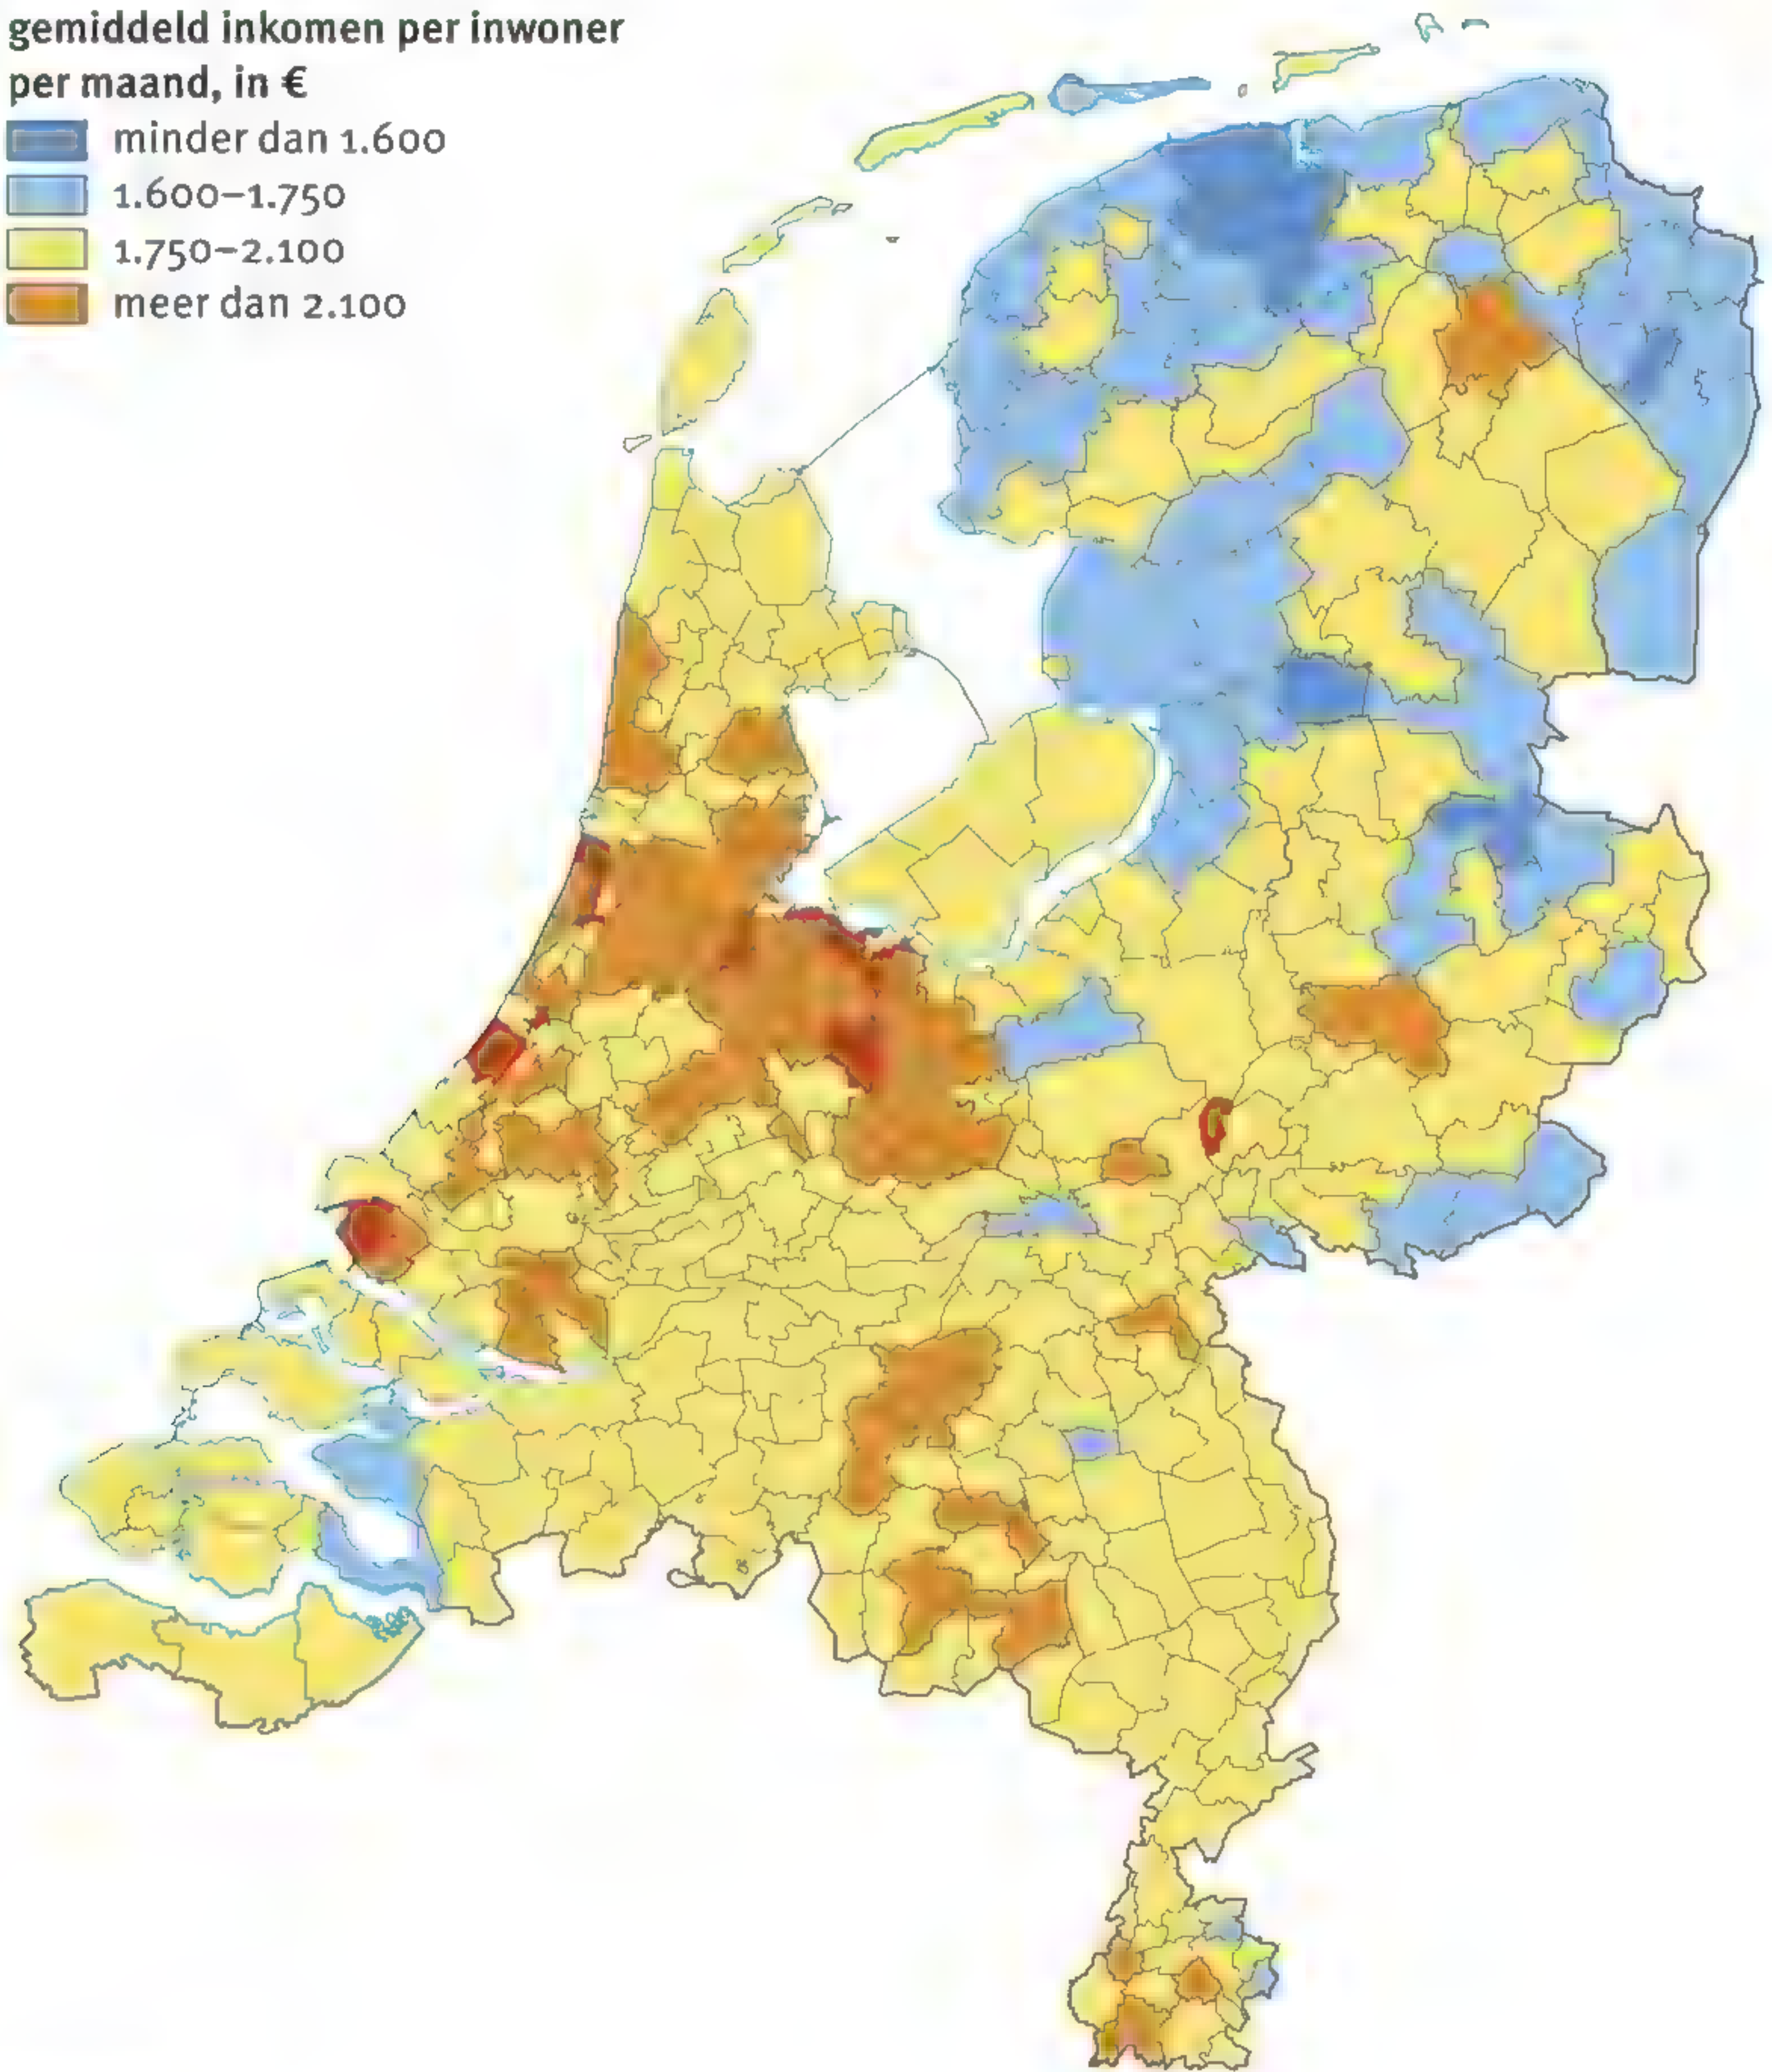 gemiddeld inkomen per inwoner
per maand, in €
minder dan 1.600
1.600–1.750
1.750–2.100
meer dan 2.100